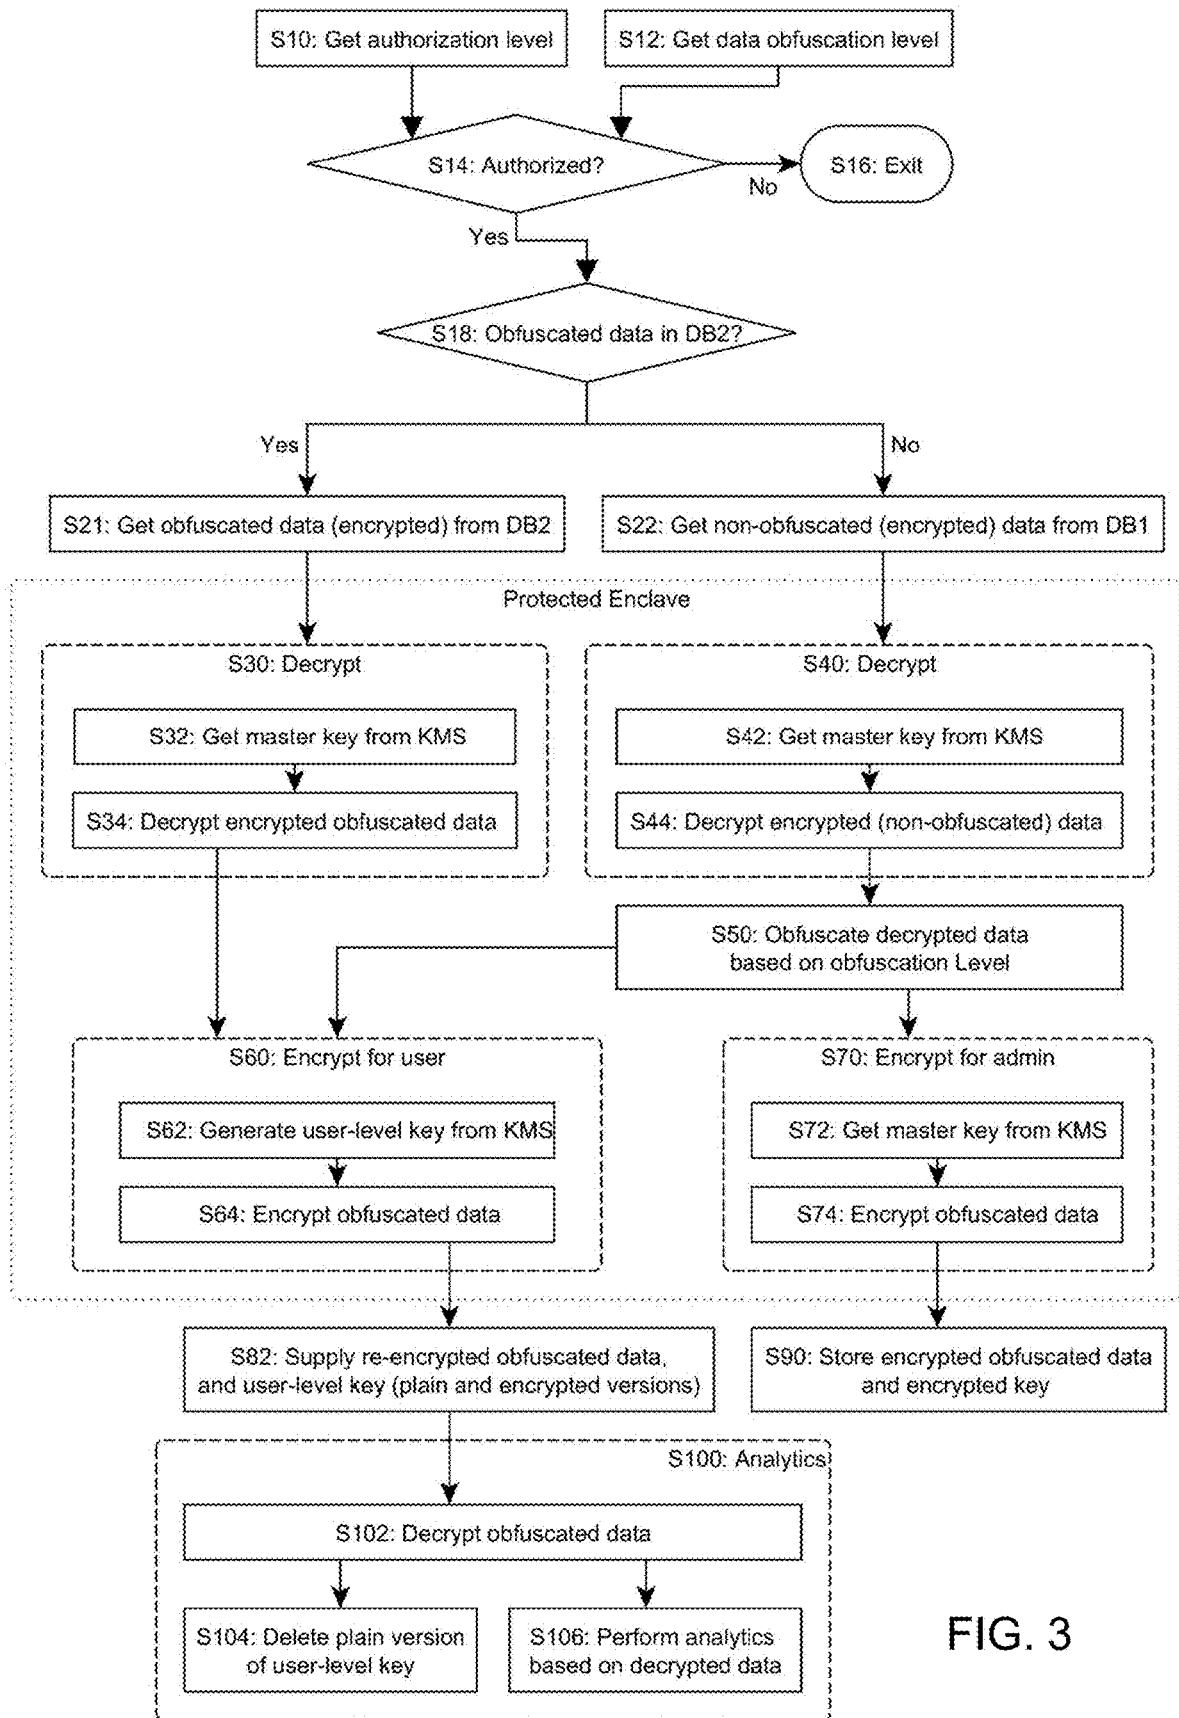 S10: Get authorization level
S12: Get data obfuscation level
S14: Authorized?
No
S16: Exit
Yes
S18: Obfuscated data in DB2?
Yes
No
S21: Get obfuscated data (encrypted) from DB2
S22: Get non-obfuscated (encrypted) data from DB1
Protected Enclave
S30: Decrypt
S40: Decrypt
S32: Get master key from KMS
S42: Get master key from KMS
S34: Decrypt encrypted obfuscated data
S44: Decrypt encrypted (non-obfuscated) data
S50: Obfuscate decrypted data
based on obfuscation Level
S60: Encrypt for user
S70: Encrypt for admin
S62: Generate user-level key from KMS
S72: Get master key from KMS
S64: Encrypt obfuscated data
S74: Encrypt obfuscated data
S82: Supply re-encrypted obfuscated data,
and user-level key (plain and encrypted versions)
S90: Store encrypted obfuscated data
and encrypted key
S100: Analytics
S102: Decrypt obfuscated data
S104: Delete plain version
of user-level key
S106: Perform analytics
based on decrypted data
FIG. 3